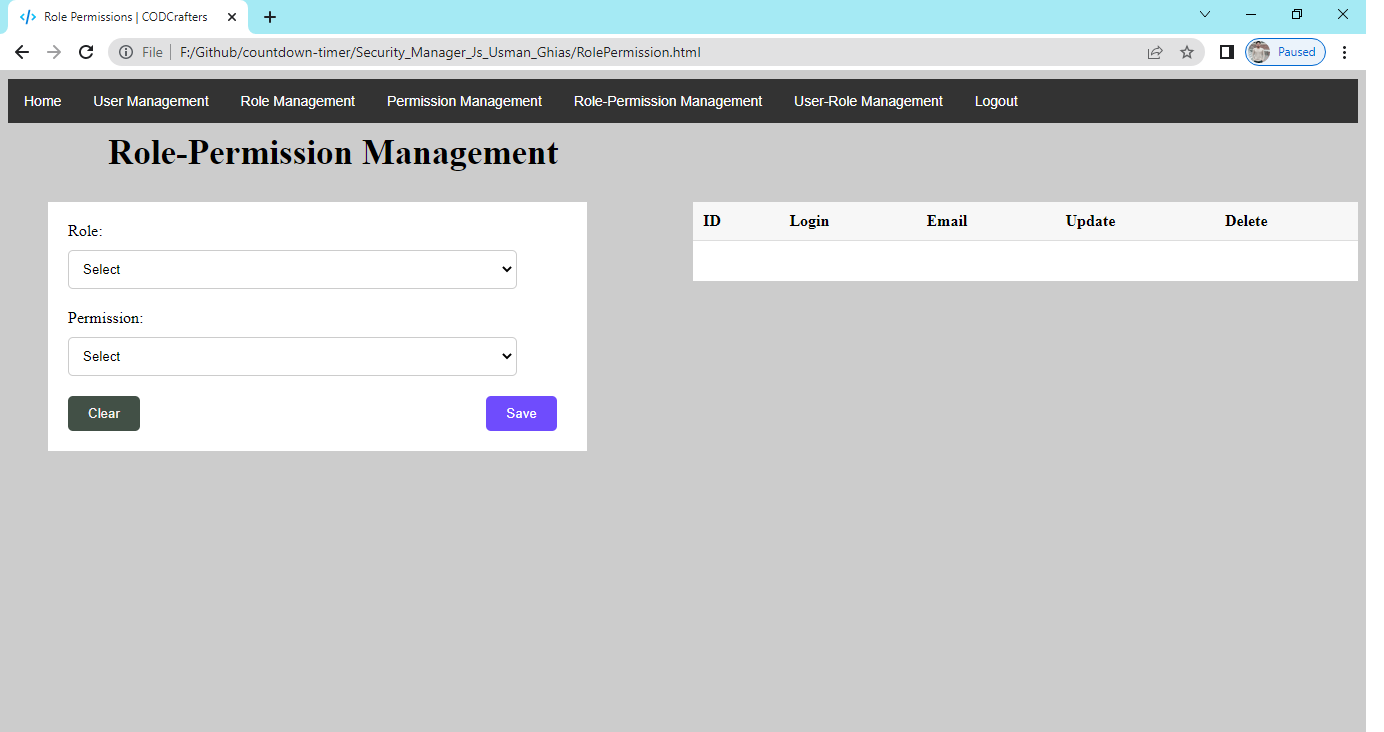 Role Permissions | CODCrafters
File | F:/Github/countdown-timer/Security_Manager_Js_Usman_Ghias/RolePermission.html
Paused
Home User Management Role Management Permission Management Role-Permission Management User-Role Management Logout
Role-Permission Management
Role:
Select
Permission:
Select
Clear Save
ID Login Email Update Delete